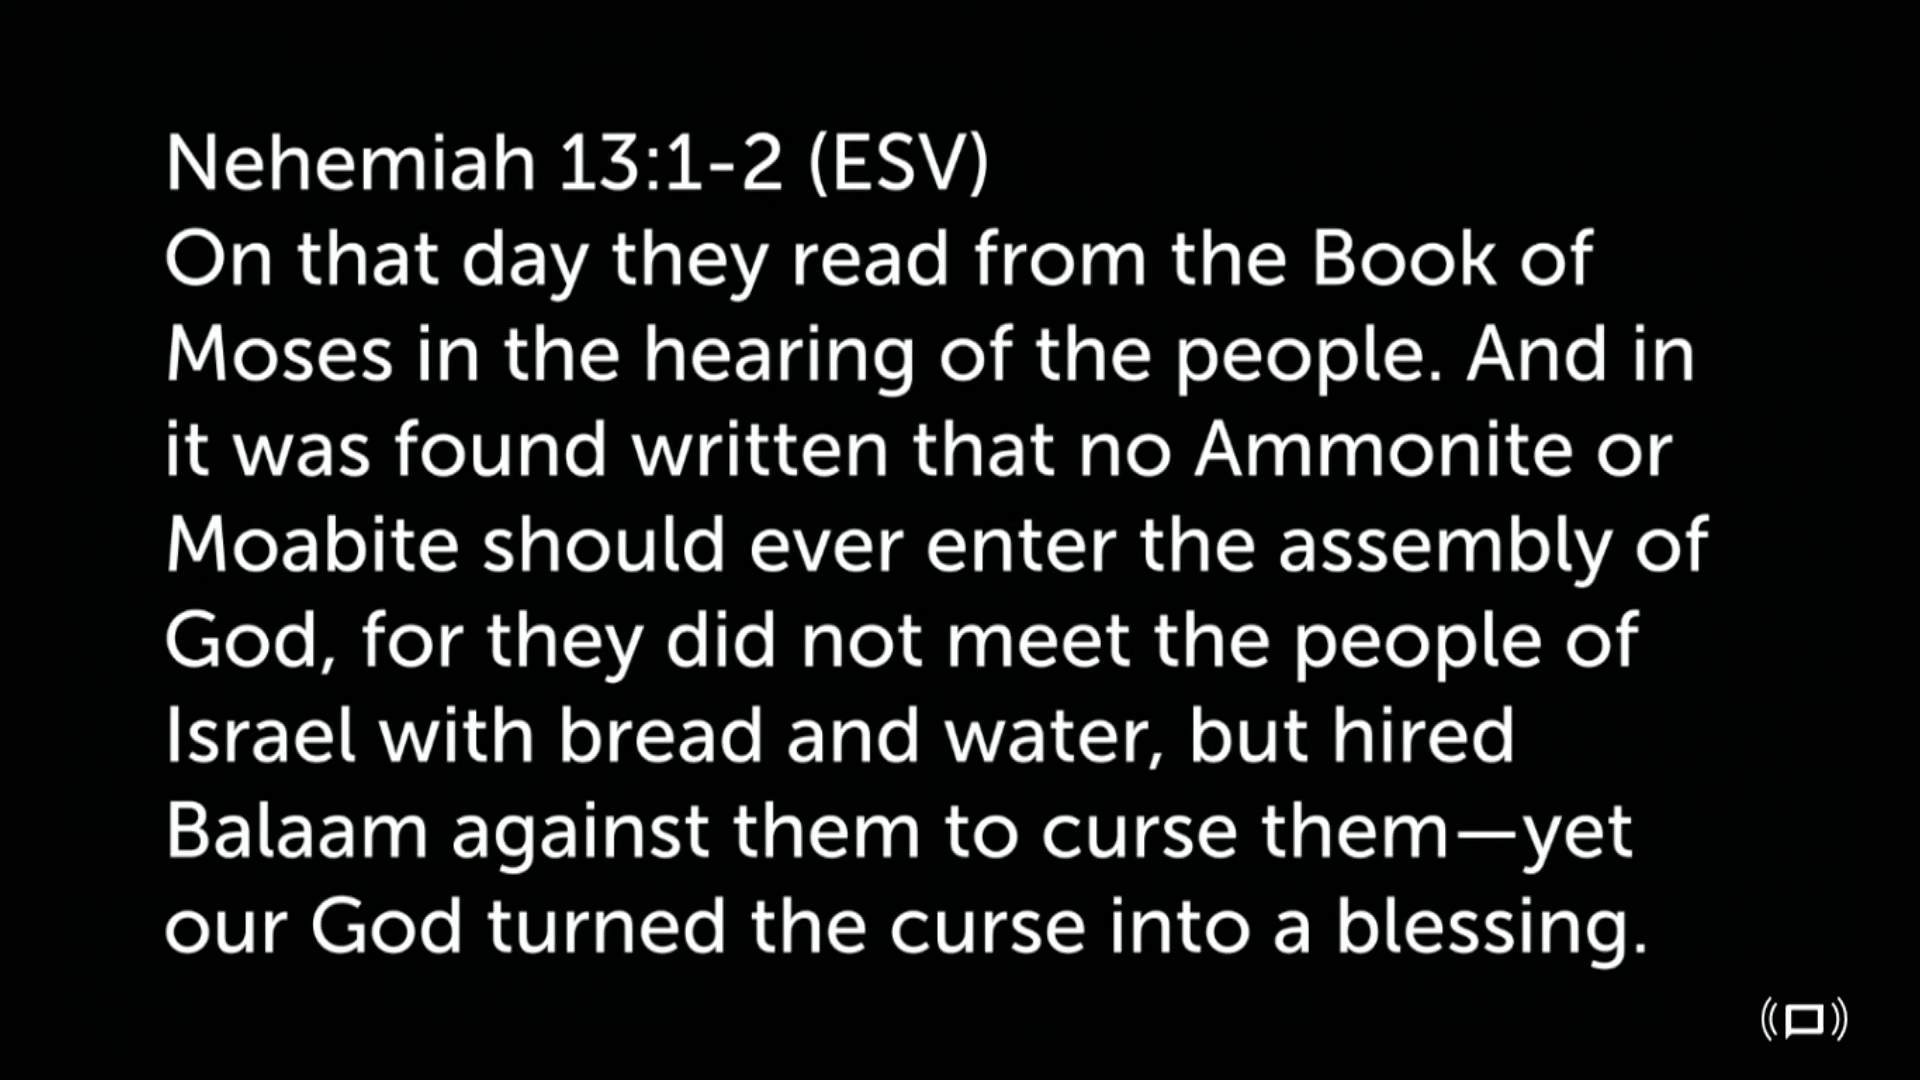 Nehemiah 13:1-2 (ESV)
On that day they read from the Book of
Moses in the hearing of the people. And in
it was found written that no Ammonite or
Moabite should ever enter the assembly of
God, for they did not meet the people of
Israel with bread and water, but hired
Balaam against them to curse them—yet
our God turned the curse into a blessing.